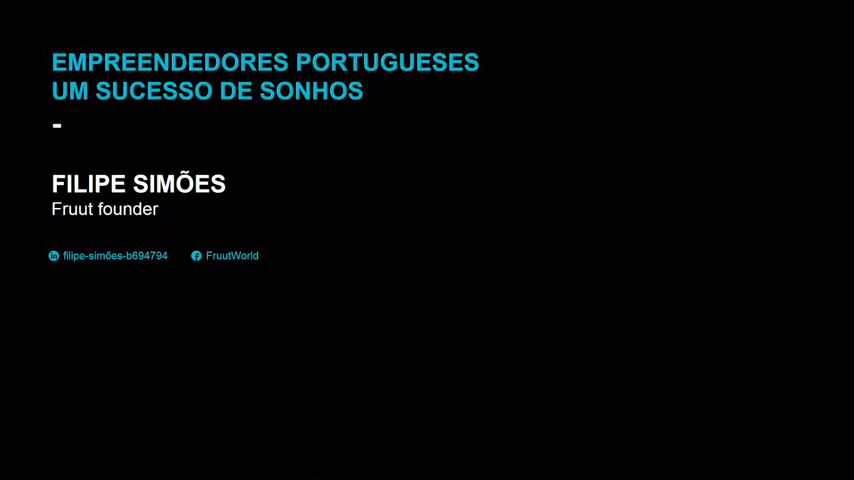 EMPREENDEDORES PORTUGUESES
UM SUCESSO DE SONHOS
-
FILIPE SIMÕES
Fruut founder
filipe-simões-b694794 FruutWorld